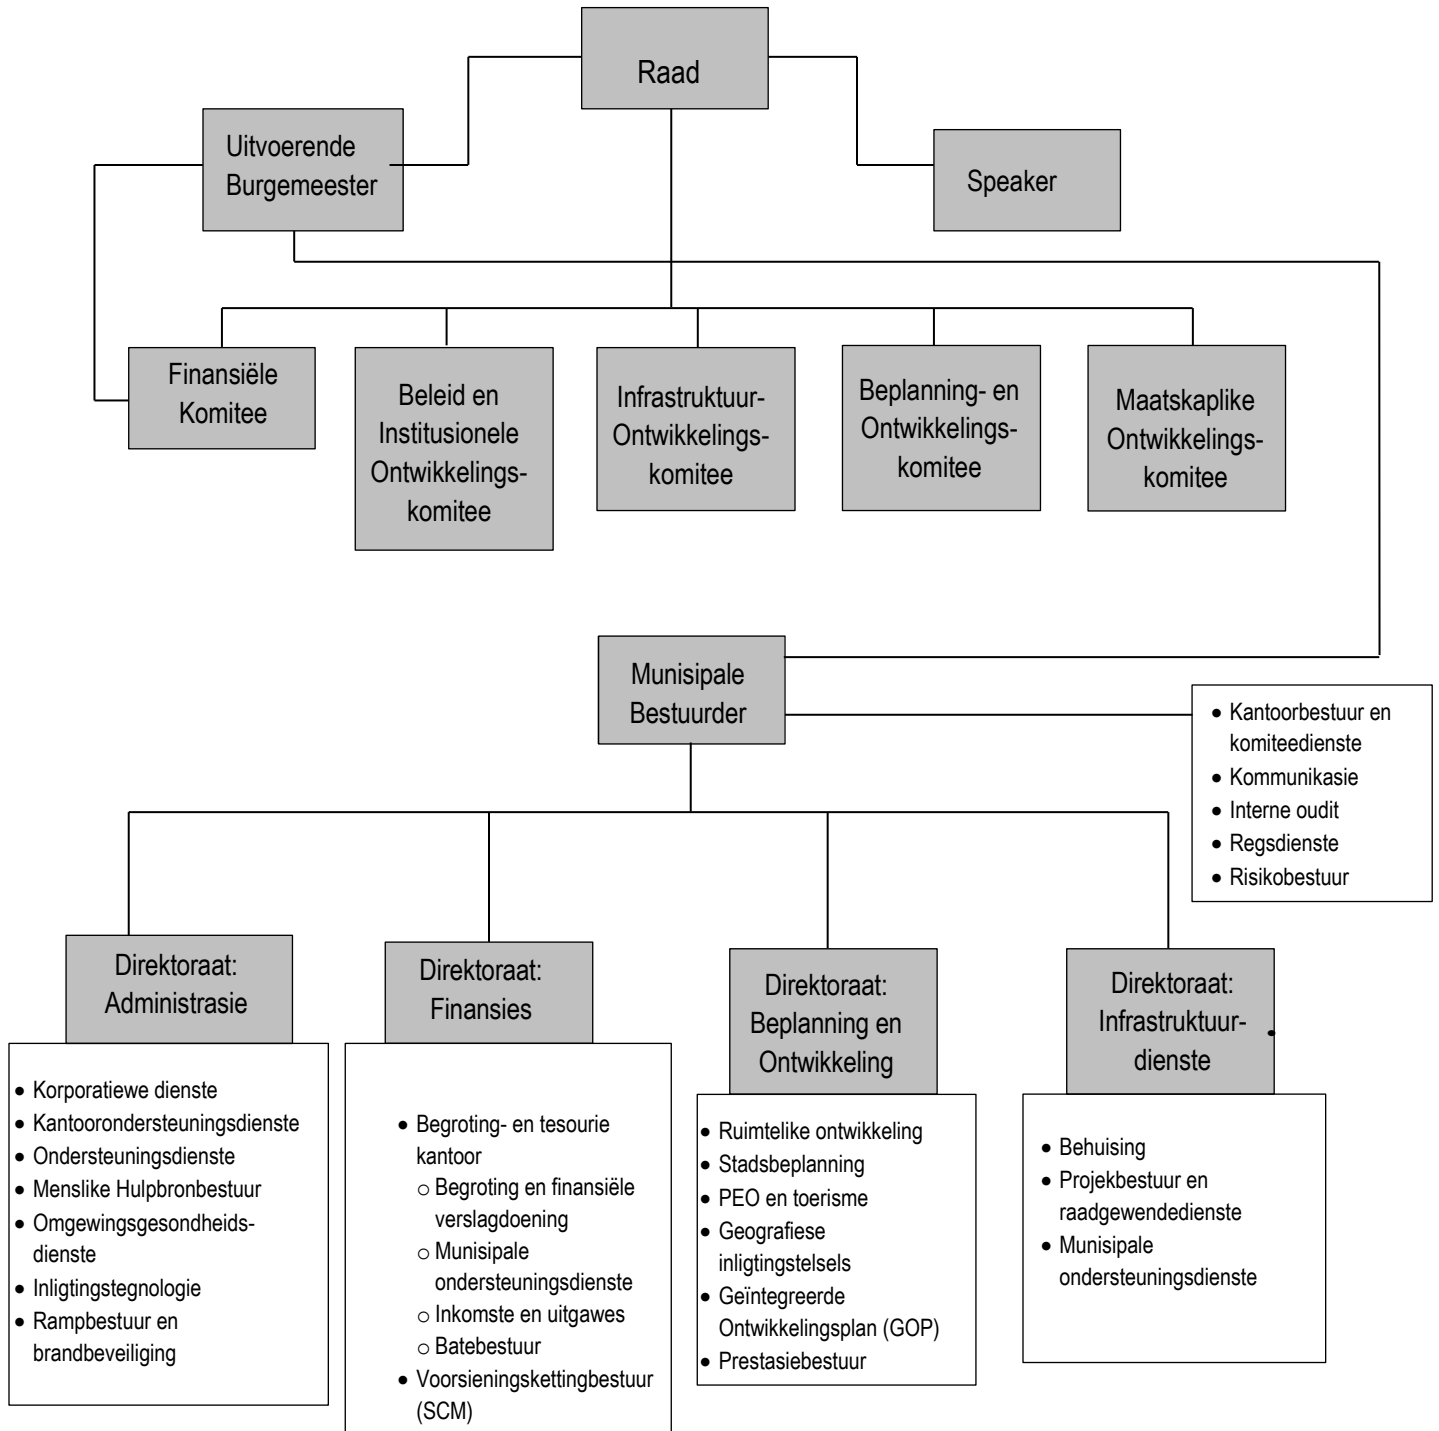 Raad
Uitvoerende
Burgemeester
Speaker
Finansiële
Komitee
Beleid en
Institusionele
Ontwikkelings-
komitee
Infrastruktuur-
Ontwikkelings-
komitee
Beplanning- en
Ontwikkelings-
komitee
Maatskaplike
Ontwikkelings-
komitee
Munisipale
Bestuurder
• Kantoorbestuur en
komiteedienste
• Kommunikasie
• Interne oudit
• Regsdienste
• Risikobestuur
Direktoraat:
Administrasie
• Korporatiewe dienste
• Kantoorondersteuningsdienste
• Ondersteuningsdienste
• Menslike Hulpbronbestuur
• Omgewingsgesondheids-
dienste
• Inligtingstegnologie
• Rampbestuur en
brandbeveiliging
Direktoraat:
Finansies
• Begroting- en tesourie
kantoor
o Begroting en finansiële
verslagdoening
o Munisipale
ondersteuningsdienste
o Inkomste en uitgawes
o Batebestuur
• Voorsieningskettingbestuur
(SCM)
Direktoraat:
Beplanning en
Ontwikkeling
• Ruimtelike ontwikkeling
• Stadsbeplanning
• PEO en toerisme
• Geografiese
inligtingstelsels
• Geïntegreerde
Ontwikkelingsplan (GOP)
• Prestasiebestuur
Direktoraat:
Infrastruktuur-
dienste
• Behuising
• Projekbestuur en
raadgewendedienste
• Munisipale
ondersteuningsdienste